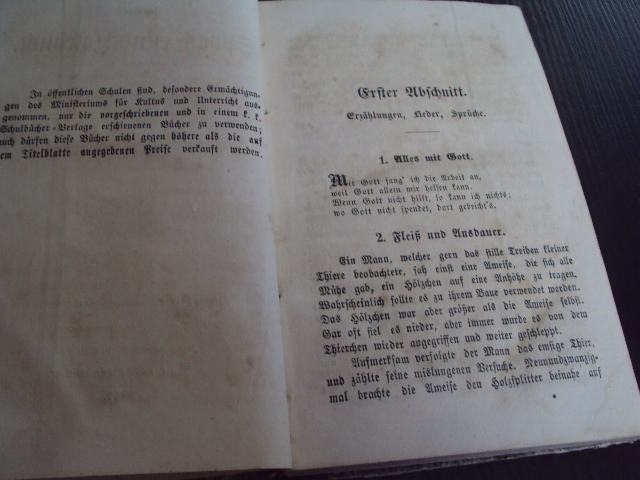 In öffentlichen Schulen sind, besondere Ermächtigun-
gen des Ministeriums für Kultus und Unterricht aus-
genommen, nur die vorgeschriebenen und in einem k. k.
Schulbücher-Verlage erschienenen Bücher zu verwenden;
auch dürfen diese Bücher nicht gegen höhere als die auf
dem Titelblatte angegebenen Preise verkauft werden.
Erster Abschnitt.
Erzählungen, Lieder, Sprüche.
1. Alles mit Gott.
Mit Gott fang' ich die Arbeit an,
weil Gott allein mir helfen kann.
Wenn Gott nicht hilft, so kann ich nichts;
wo Gott nicht spendet, dort gebricht's.
2. Fleiß und Ausdauer.
Ein Mann, welcher gern das stille Treiben kleiner
Thiere beobachtete, sah einst eine Ameise, die sich alle
Mühe gab, ein Hölzchen auf eine Anhöhe zu tragen.
Wahrscheinlich sollte es zu ihrem Baue verwendet werden.
Das Hölzchen war aber größer als die Ameise selbst.
Gar oft fiel es nieder, aber immer wurde es von dem
Thierchen wieder angegriffen und weiter geschleppt.
Aufmerksam verfolgte der Mann das emsige Thier,
und zählte seine mislungenen Versuche. Neunundzwanzig-
mal brachte die Ameise den Holzsplitter beinahe auf